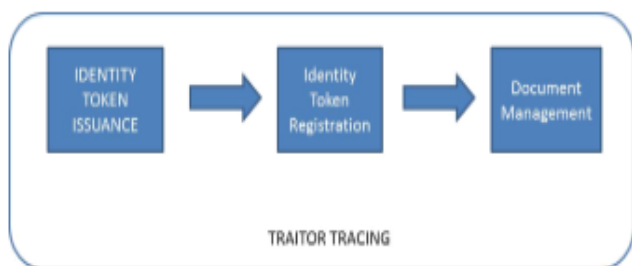 IDENTITY
TOKEN
ISSUANCE
Identity
Token
Registration
Document
Management
TRAITOR TRACING